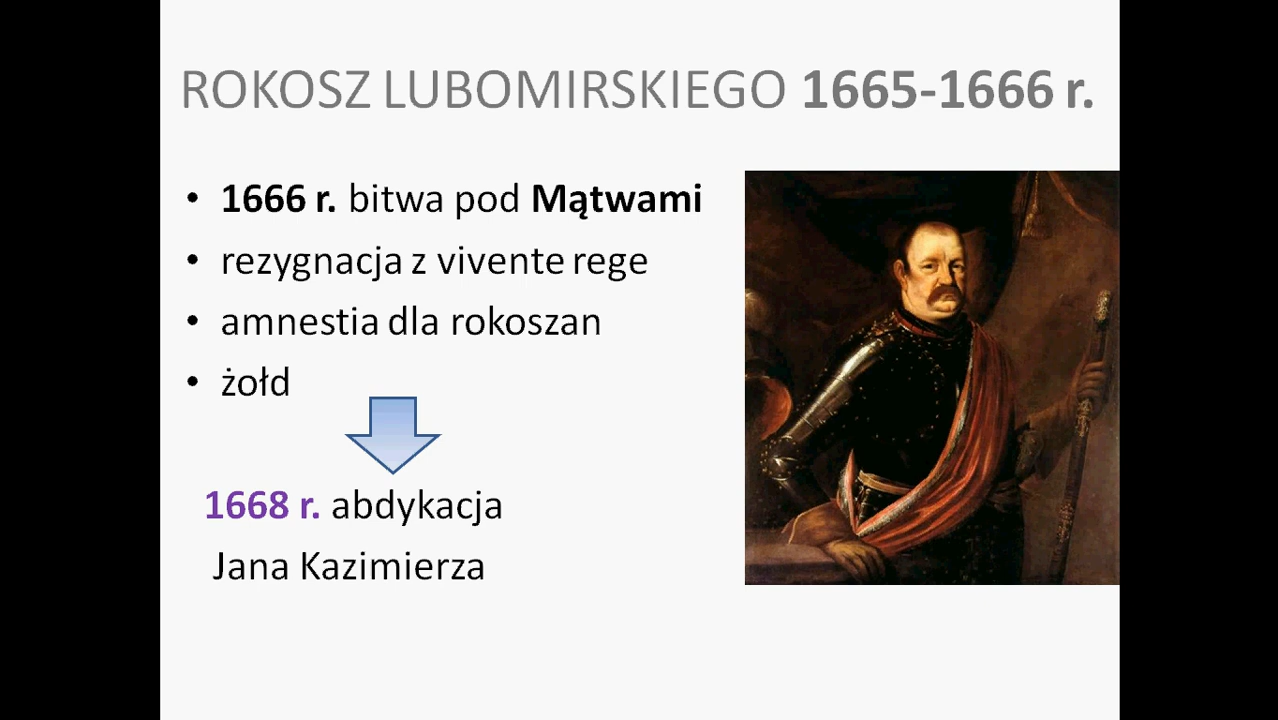 ROKOSZ LUBOMIRSKIEGO 1665-1666 r.
• 1666 r. bitwa pod Mątwami
• rezygnacja z vivente rege
• amnestia dla rokoszan
• żołd
1668 r. abdykacja
Jana Kazimierza